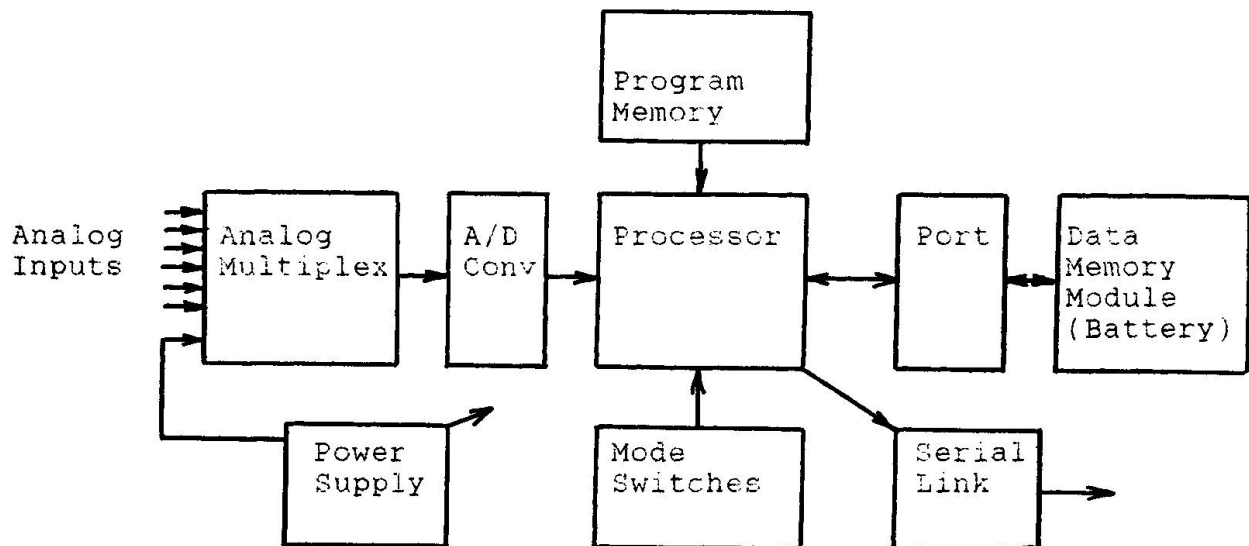 Program
Memory
Analog
Inputs
Analog
Multiplex
A/D
Conv
Processor
Port
Data
Memory
Module
(Battery)
Power
Supply
Mode
Switches
Serial
Link